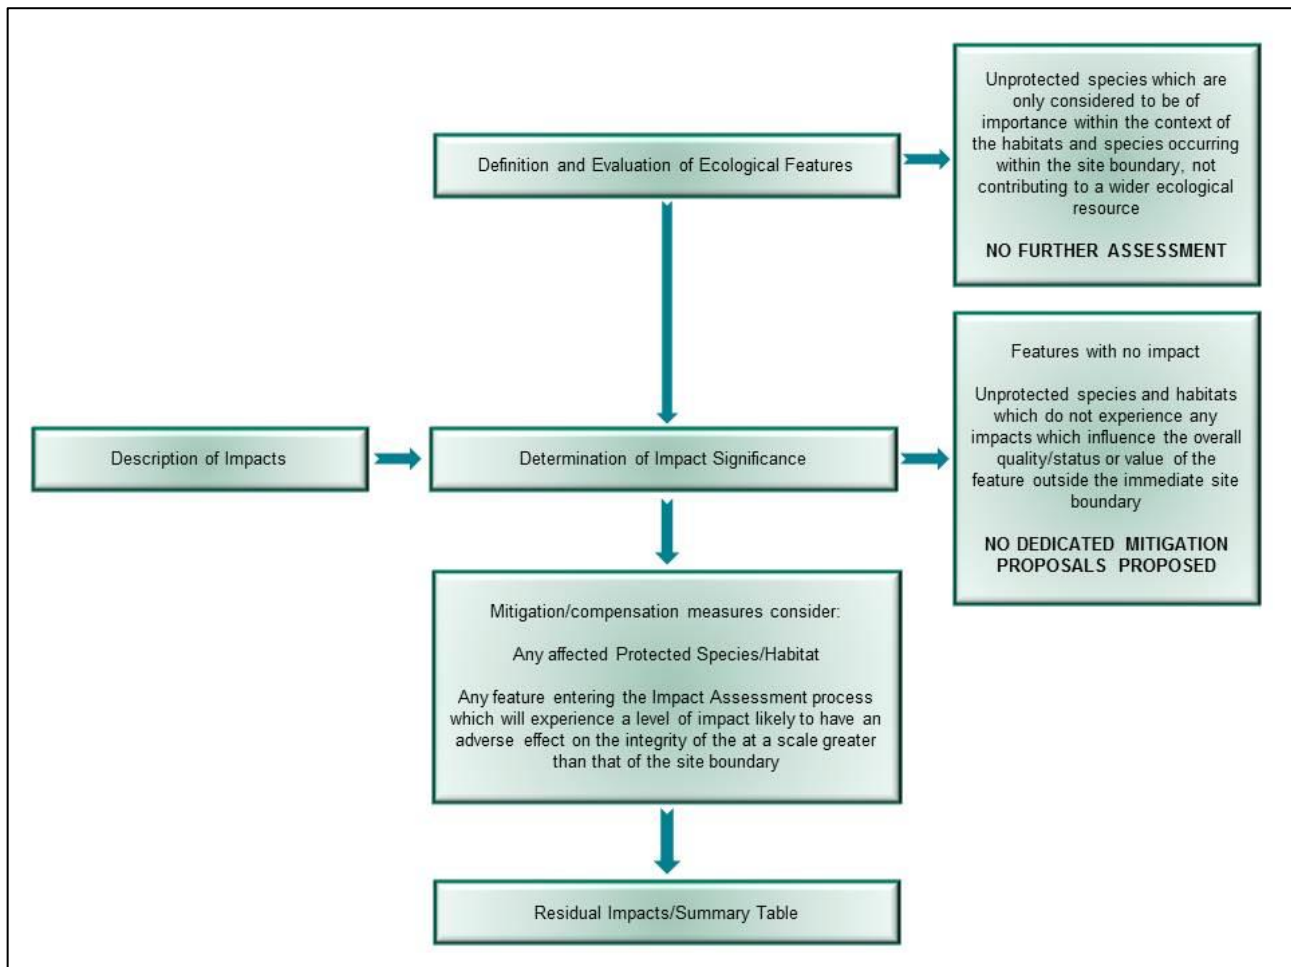 Definition and Evaluation of Ecological Features
Unprotected species which are
only considered to be of
importance within the context of
the habitats and species occurring
within the site boundary, not
contributing to a wider ecological
resource
NO FURTHER ASSESSMENT
Description of Impacts
Determination of Impact Significance
Features with no impact
Unprotected species and habitats
which do not experience any
impacts which influence the overall
quality/status or value of the
feature outside the immediate site
boundary
NO DEDICATED MITIGATION
PROPOSALS PROPOSED
Mitigation/compensation measures consider:
Any affected Protected Species/Habitat
Any feature entering the Impact Assessment process
which will experience a level of impact likely to have an
adverse effect on the integrity of the at a scale greater
than that of the site boundary
Residual Impacts/Summary Table